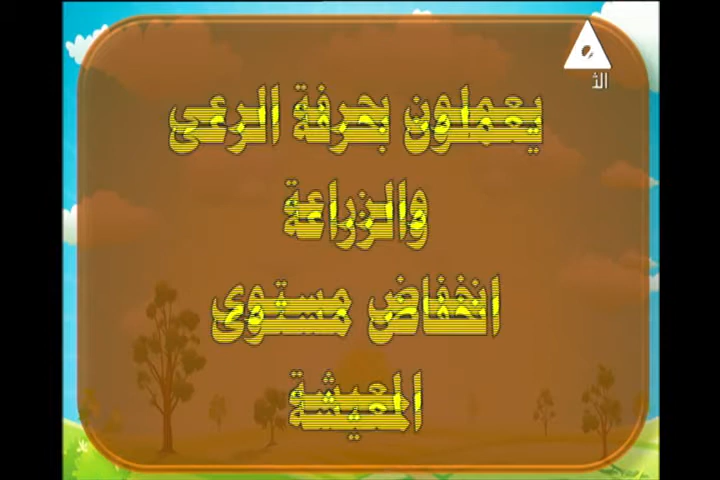 يعملون بحرفة الرعى
والزراعة
انخفاض مستوى
المعيشة